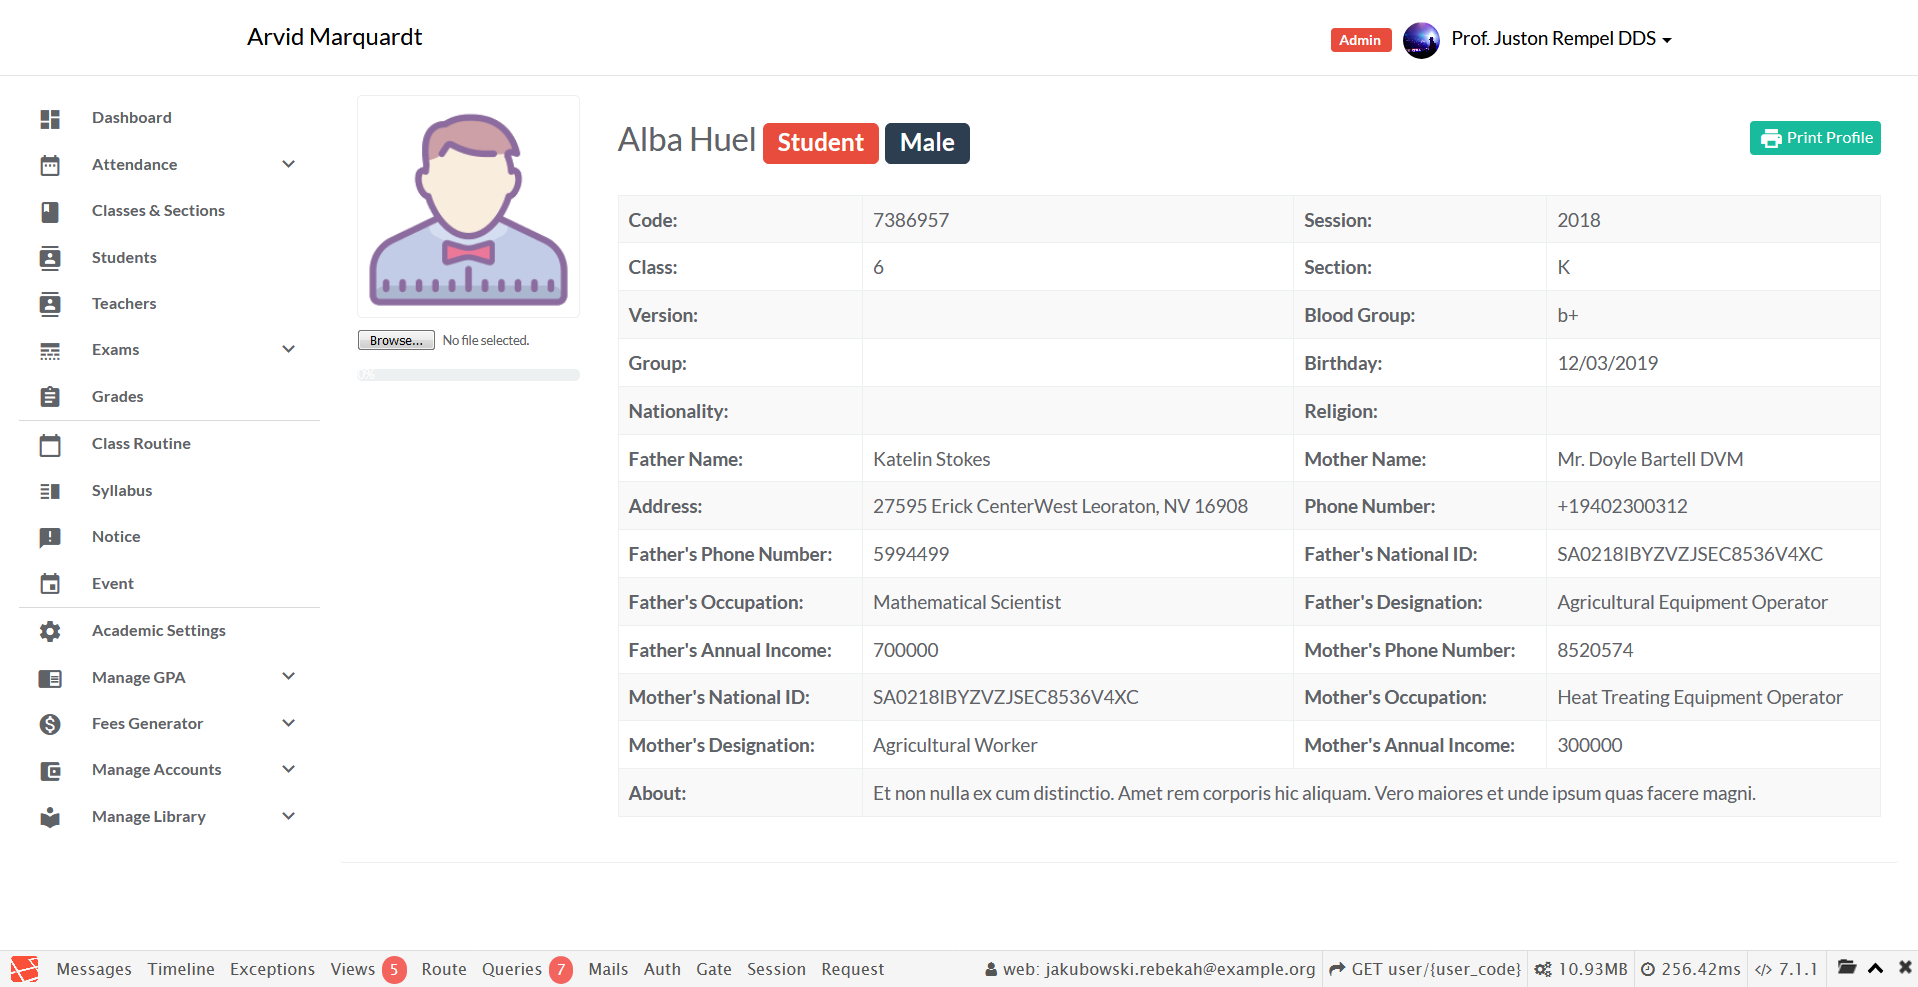 Arvid Marquardt
Admin Prof. Juston Rempel DDS
Dashboard
Attendance
Classes & Sections
Students
Teachers
Exams
Grades
Class Routine
Syllabus
Notice
Event
Academic Settings
Manage GPA
Fees Generator
Manage Accounts
Manage Library
Browse... No file selected.
0%
Alba Huel Student Male
Print Profile
Code: 7386957 Session: 2018
Class: 6 Section: K
Version: Blood Group: b+
Group: Birthday: 12/03/2019
Nationality: Religion:
Father Name: Katelin Stokes Mother Name: Mr. Doyle Bartell DVM
Address: 27595 Erick CenterWest Leoraton, NV 16908 Phone Number: +19402300312
Father's Phone Number: 5994499 Father's National ID: SA0218IBYZVZJSEC8536V4XC
Father's Occupation: Mathematical Scientist Father's Designation: Agricultural Equipment Operator
Father's Annual Income: 700000 Mother's Phone Number: 8520574
Mother's National ID: SA0218IBYZVZJSEC8536V4XC Mother's Occupation: Heat Treating Equipment Operator
Mother's Designation: Agricultural Worker Mother's Annual Income: 300000
About: Et non nulla ex cum distinctio. Amet rem corporis hic aliquam. Vero maiores et unde ipsum quas facere magni.
Messages Timeline Exceptions Views 5 Route Queries 7 Mails Auth Gate Session Request web: jakubowski.rebekah@example.org GET user/{user_code} 10.93MB 256.42ms 7.1.1